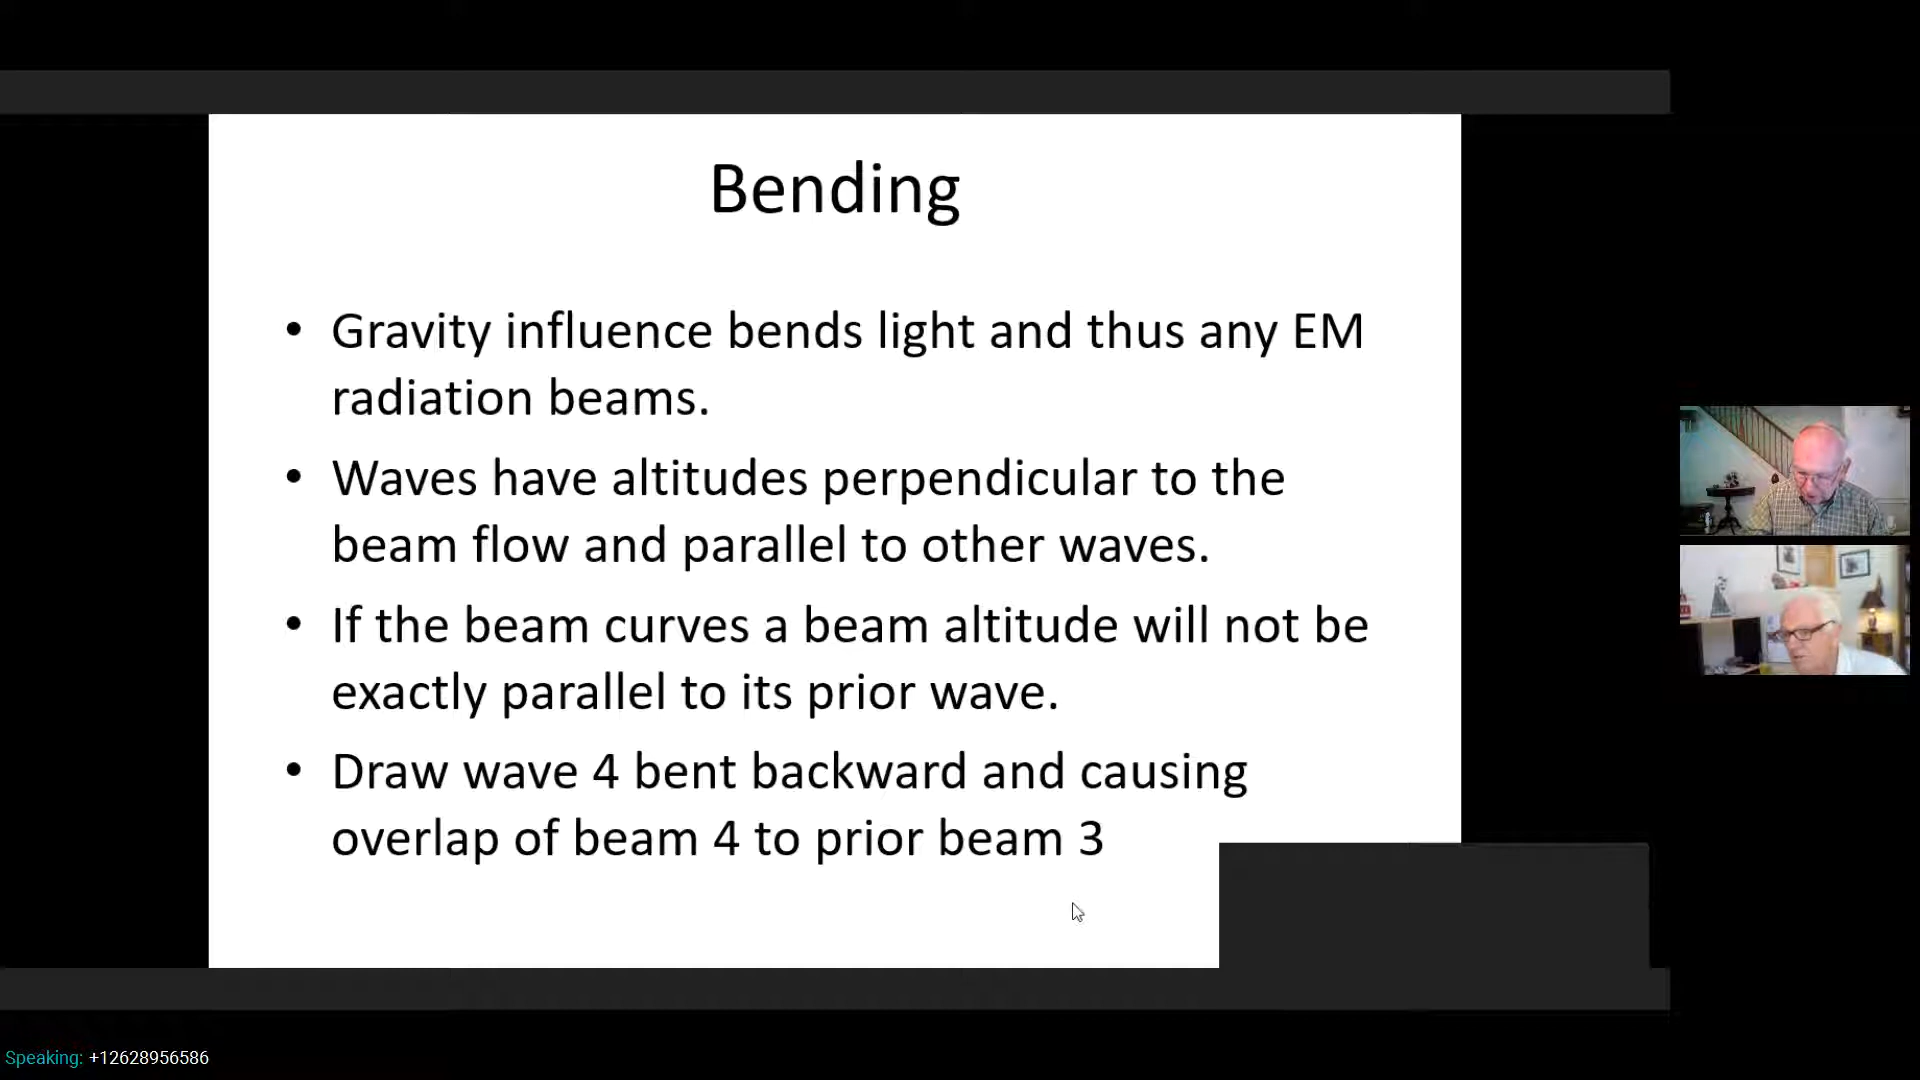 Bending
• Gravity influence bends light and thus any EM
radiation beams.
• Waves have altitudes perpendicular to the
beam flow and parallel to other waves.
• If the beam curves a beam altitude will not be
exactly parallel to its prior wave.
• Draw wave 4 bent backward and causing
overlap of beam 4 to prior beam 3
Speaking: +12628956586